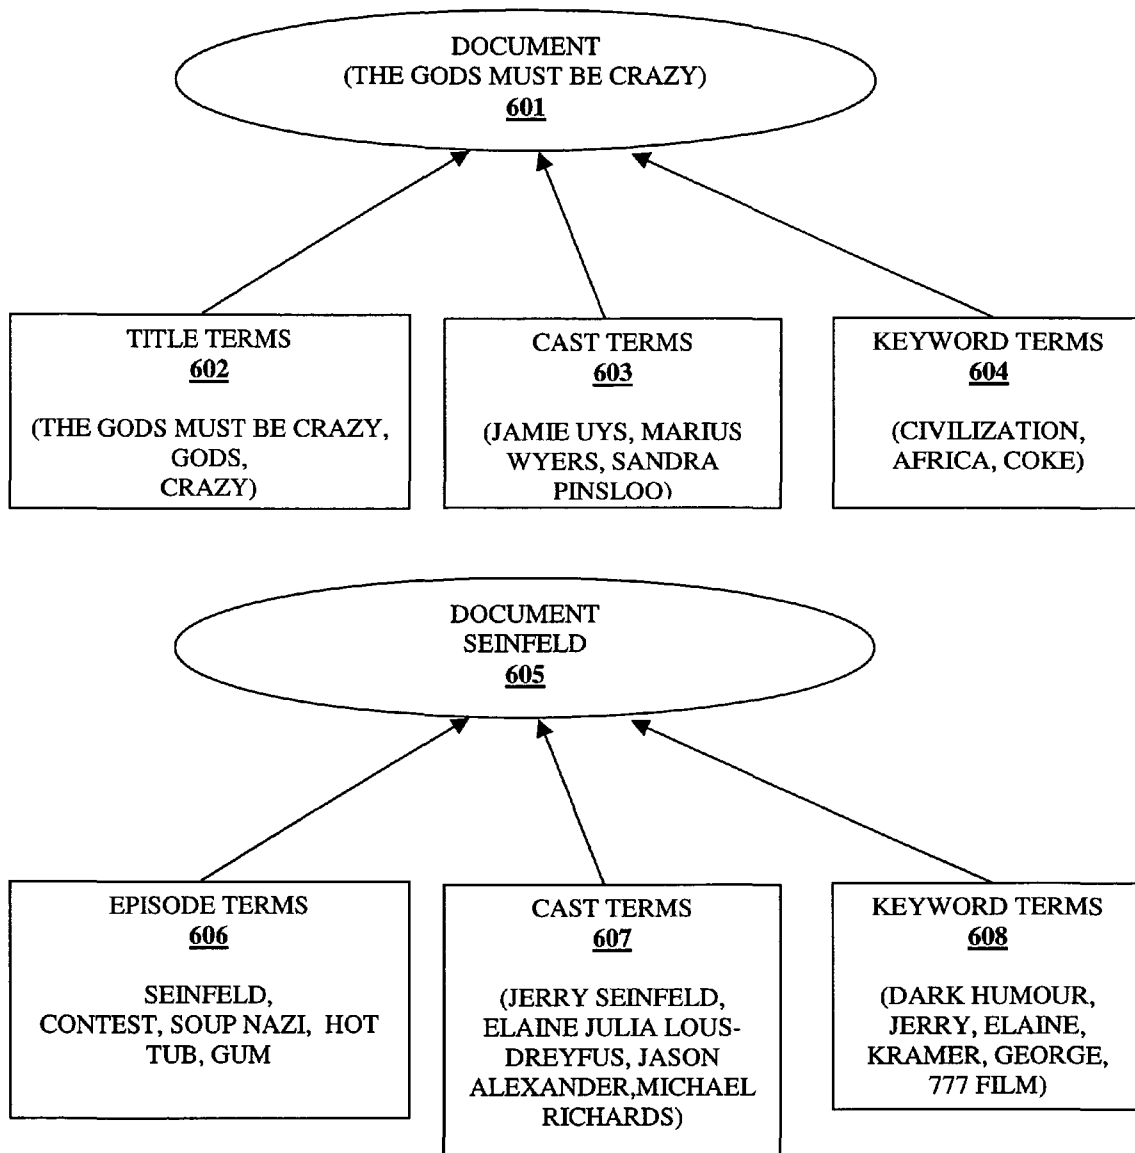 DOCUMENT
(THE GODS MUST BE CRAZY)
601
TITLE TERMS
602
(THE GODS MUST BE CRAZY,
GODS,
CRAZY)
CAST TERMS
603
(JAMIE UYS, MARIUS
WYERS, SANDRA
PINSLOO)
KEYWORD TERMS
604
(CIVILIZATION,
AFRICA, COKE)
DOCUMENT
SEINFELD
605
EPISODE TERMS
606
SEINFELD,
CONTEST, SOUP NAZI, HOT
TUB, GUM
CAST TERMS
607
(JERRY SEINFELD,
ELAINE JULIA LOUS-
DREYFUS, JASON
ALEXANDER,MICHAEL
RICHARDS)
KEYWORD TERMS
608
(DARK HUMOUR,
JERRY, ELAINE,
KRAMER, GEORGE,
777 FILM)